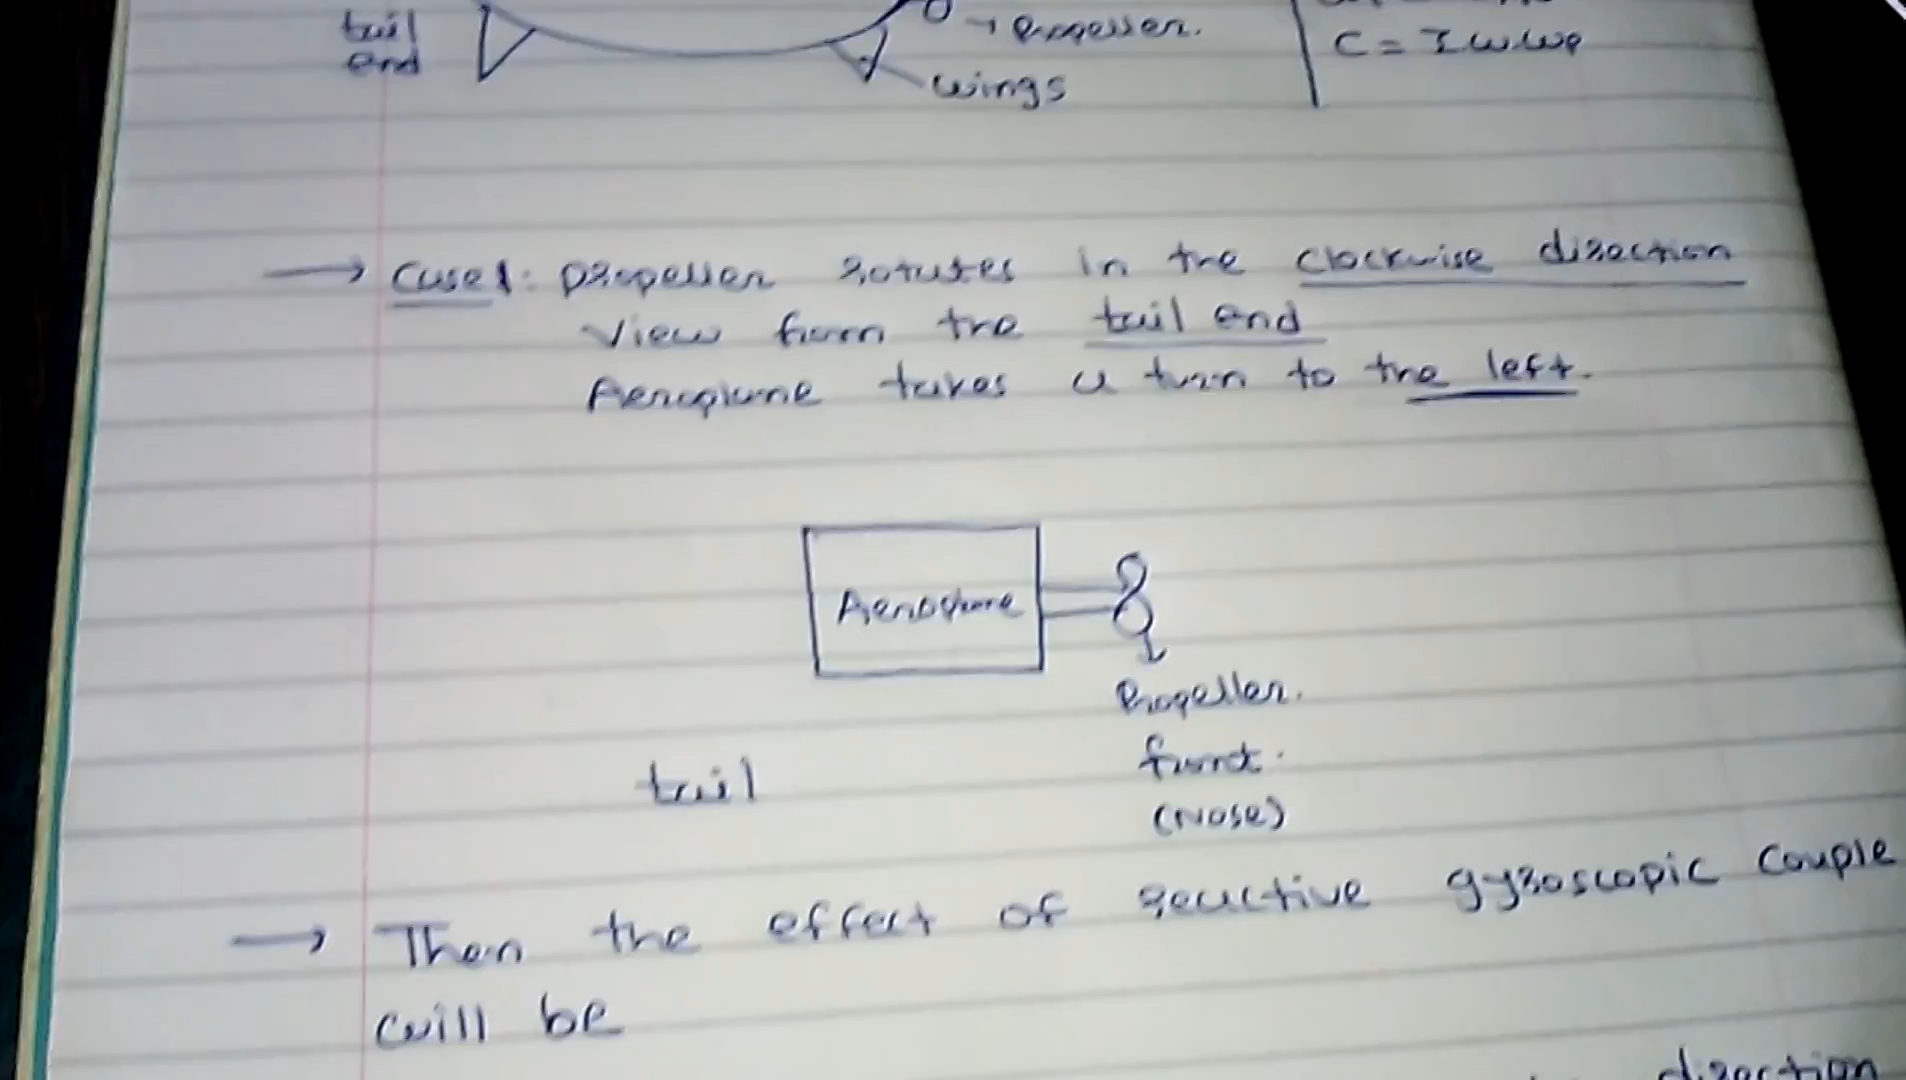 tail
end
→ Propeller.
wings
C = I ω ωp
→ Case 1: Propeller rotates in the clockwise direction
View from the tail end
Aeroplane takes a turn to the left.
Aeroplane
Propeller.
front.
(Nose)
tail
→ Then the effect of reactive gyroscopic couple
will be
direction